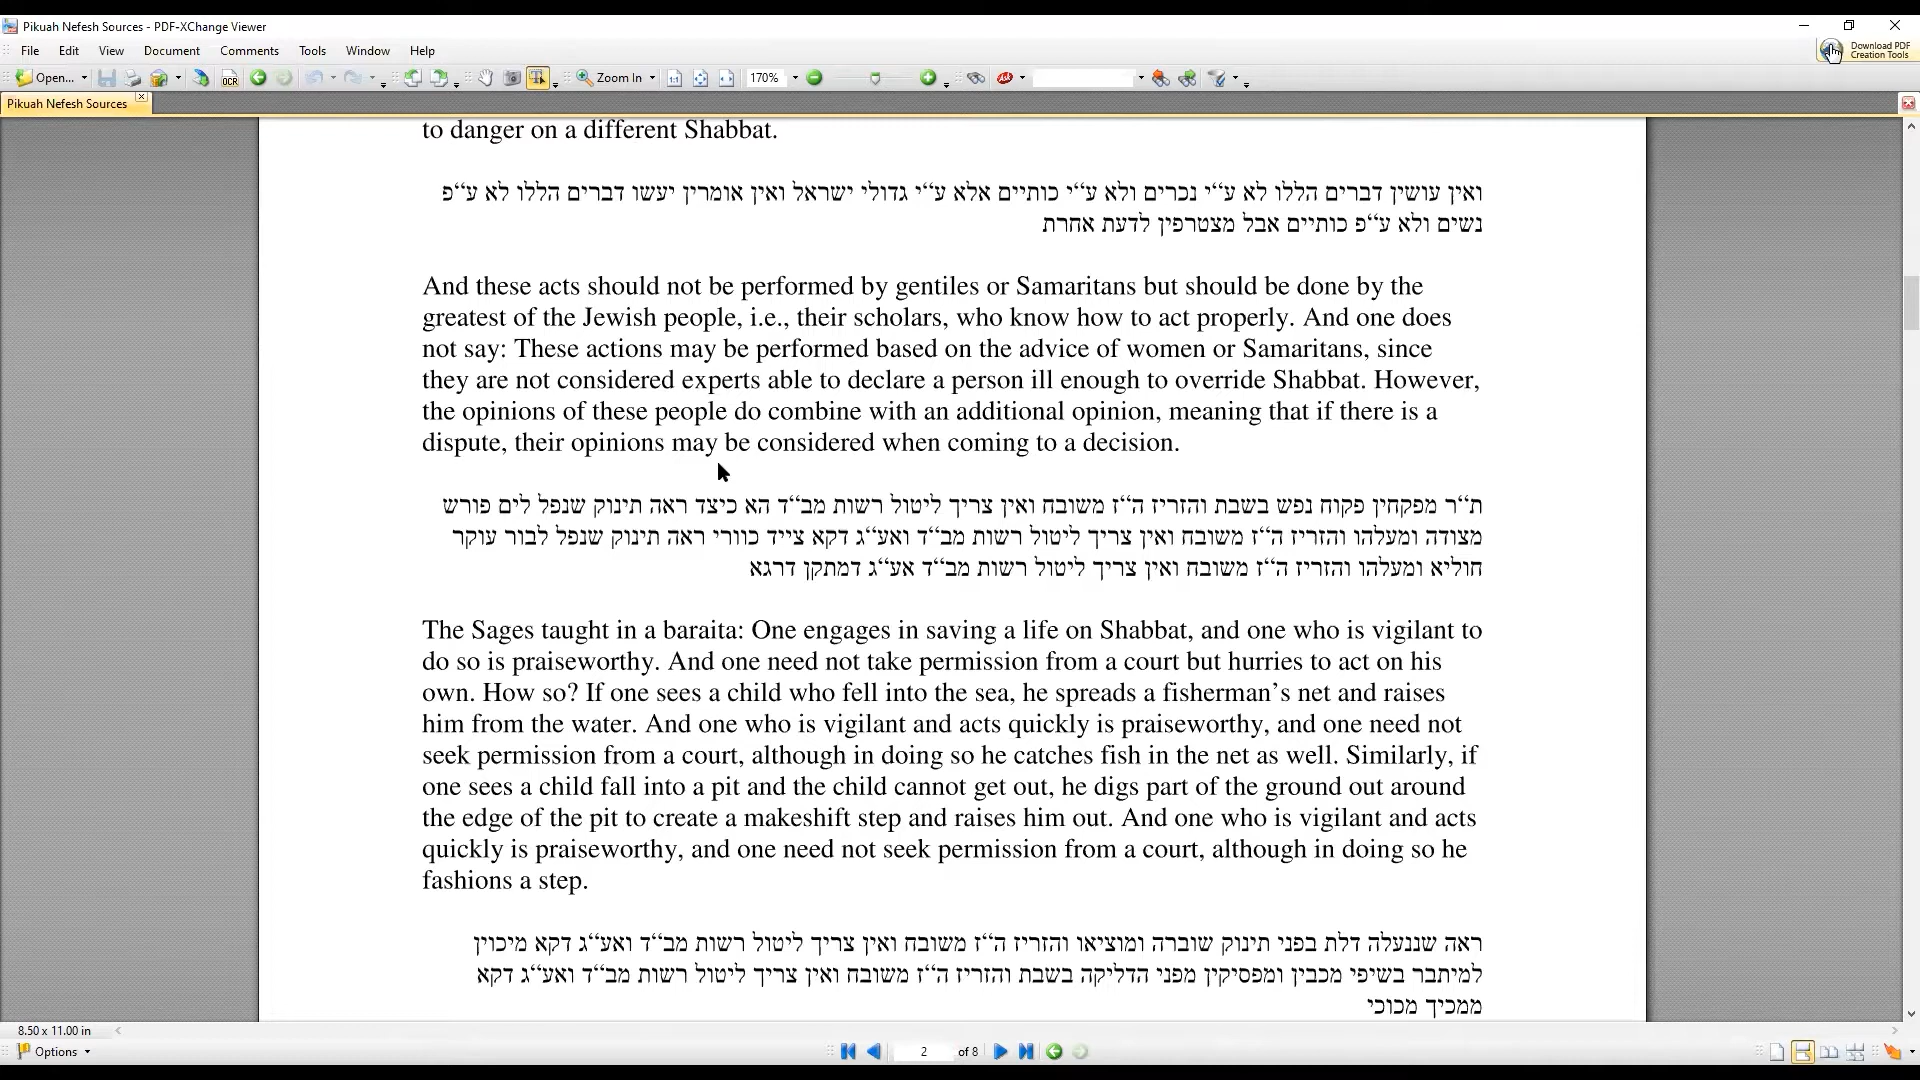 Pikuah Nefesh Sources - PDF-XChange Viewer
File Edit View Document Comments Tools Window Help
Download PDF
Creation Tools
Open... OCR Zoom In 170%
Pikuah Nefesh Sources
to danger on a different Shabbat.
ואין עושין דברים הללו לא ע“י נכרים ולא ע“י כותיים אלא ע“י גדולי ישראל ואין אומרין יעשו דברים הללו לא ע“פ
נשים ולא ע“פ כותיים אבל מצטרפין לדעת אחרת
And these acts should not be performed by gentiles or Samaritans but should be done by the
greatest of the Jewish people, i.e., their scholars, who know how to act properly. And one does
not say: These actions may be performed based on the advice of women or Samaritans, since
they are not considered experts able to declare a person ill enough to override Shabbat. However,
the opinions of these people do combine with an additional opinion, meaning that if there is a
dispute, their opinions may be considered when coming to a decision.
ת“ר מפקחין פקוח נפש בשבת והזריז ה“ז משובח ואין צריך ליטול רשות מב“ד הא כיצד ראה תינוק שנפל לים פורש
מצודה ומעלהו והזריז ה“ז משובח ואין צריך ליטול רשות מב“ד ואע“ג דקא צייד כוורי ראה תינוק שנפל לבור עוקר
חוליא ומעלהו והזריז ה“ז משובח ואין צריך ליטול רשות מב“ד אע“ג דמתקן דרגא
The Sages taught in a baraita: One engages in saving a life on Shabbat, and one who is vigilant to
do so is praiseworthy. And one need not take permission from a court but hurries to act on his
own. How so? If one sees a child who fell into the sea, he spreads a fisherman’s net and raises
him from the water. And one who is vigilant and acts quickly is praiseworthy, and one need not
seek permission from a court, although in doing so he catches fish in the net as well. Similarly, if
one sees a child fall into a pit and the child cannot get out, he digs part of the ground out around
the edge of the pit to create a makeshift step and raises him out. And one who is vigilant and acts
quickly is praiseworthy, and one need not seek permission from a court, although in doing so he
fashions a step.
ראה שננעלה דלת בפני תינוק שוברה ומוציאו והזריז ה“ז משובח ואין צריך ליטול רשות מב“ד ואע“ג דקא מיכוין
למיתבר בשיפי מכבין ומפסיקין מפני הדליקה בשבת והזריז ה“ז משובח ואין צריך ליטול רשות מב“ד ואע“ג דקא
ממכיך מכוכי
8.50 x 11.00 in
Options 2 of 8